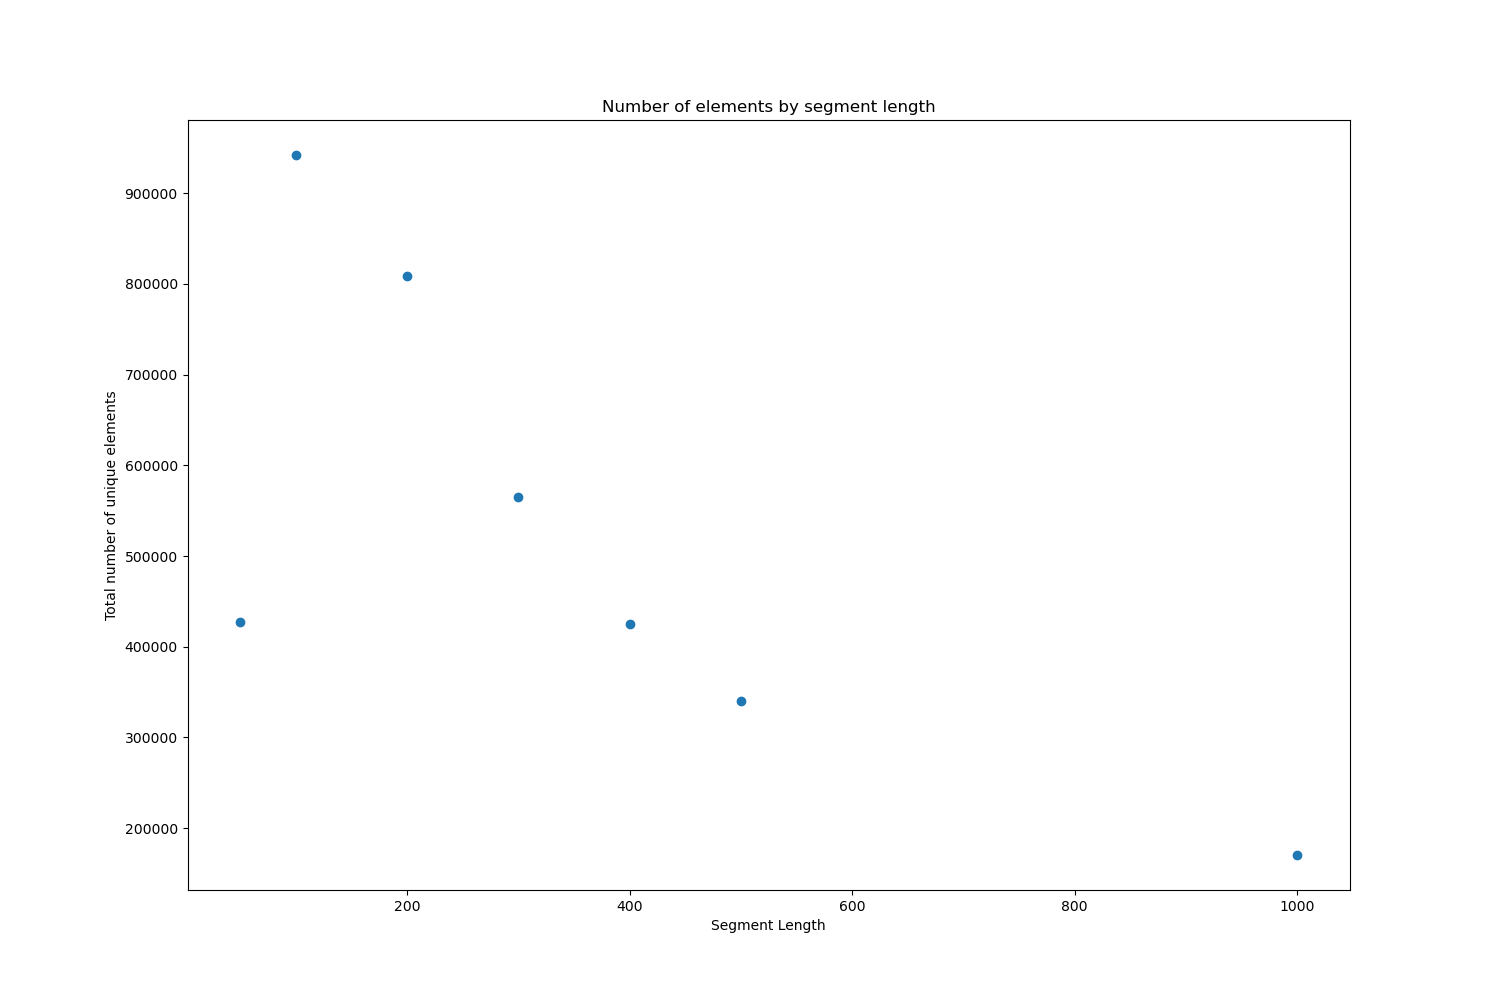 Number of elements by segment length
Total number of unique elements
900000
800000
700000
600000
500000
400000
300000
200000
200 400 600 800 1000
Segment Length